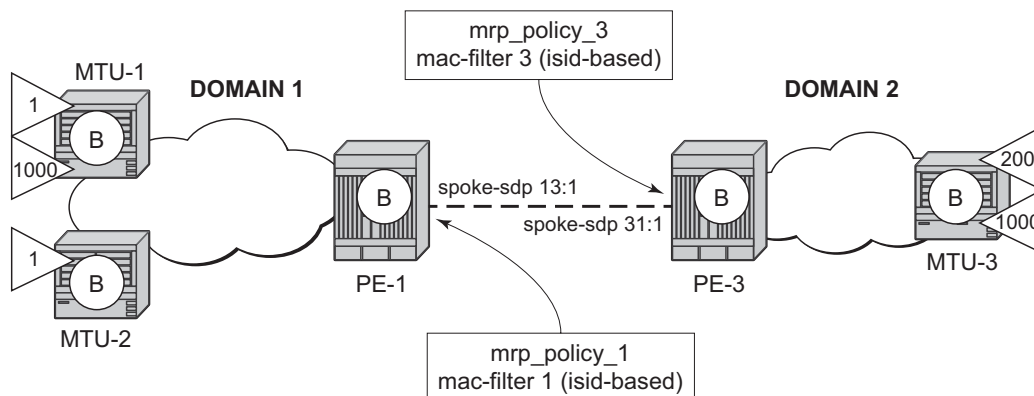 mrp_policy_3
mac-filter 3 (isid-based)
MTU-1
DOMAIN 1
DOMAIN 2
1
B
1000
200
B
spoke-sdp 13:1
B
B
spoke-sdp 31:1
1000
1
B
PE-1
PE-3
MTU-3
MTU-2
mrp_policy_1
mac-filter 1 (isid-based)